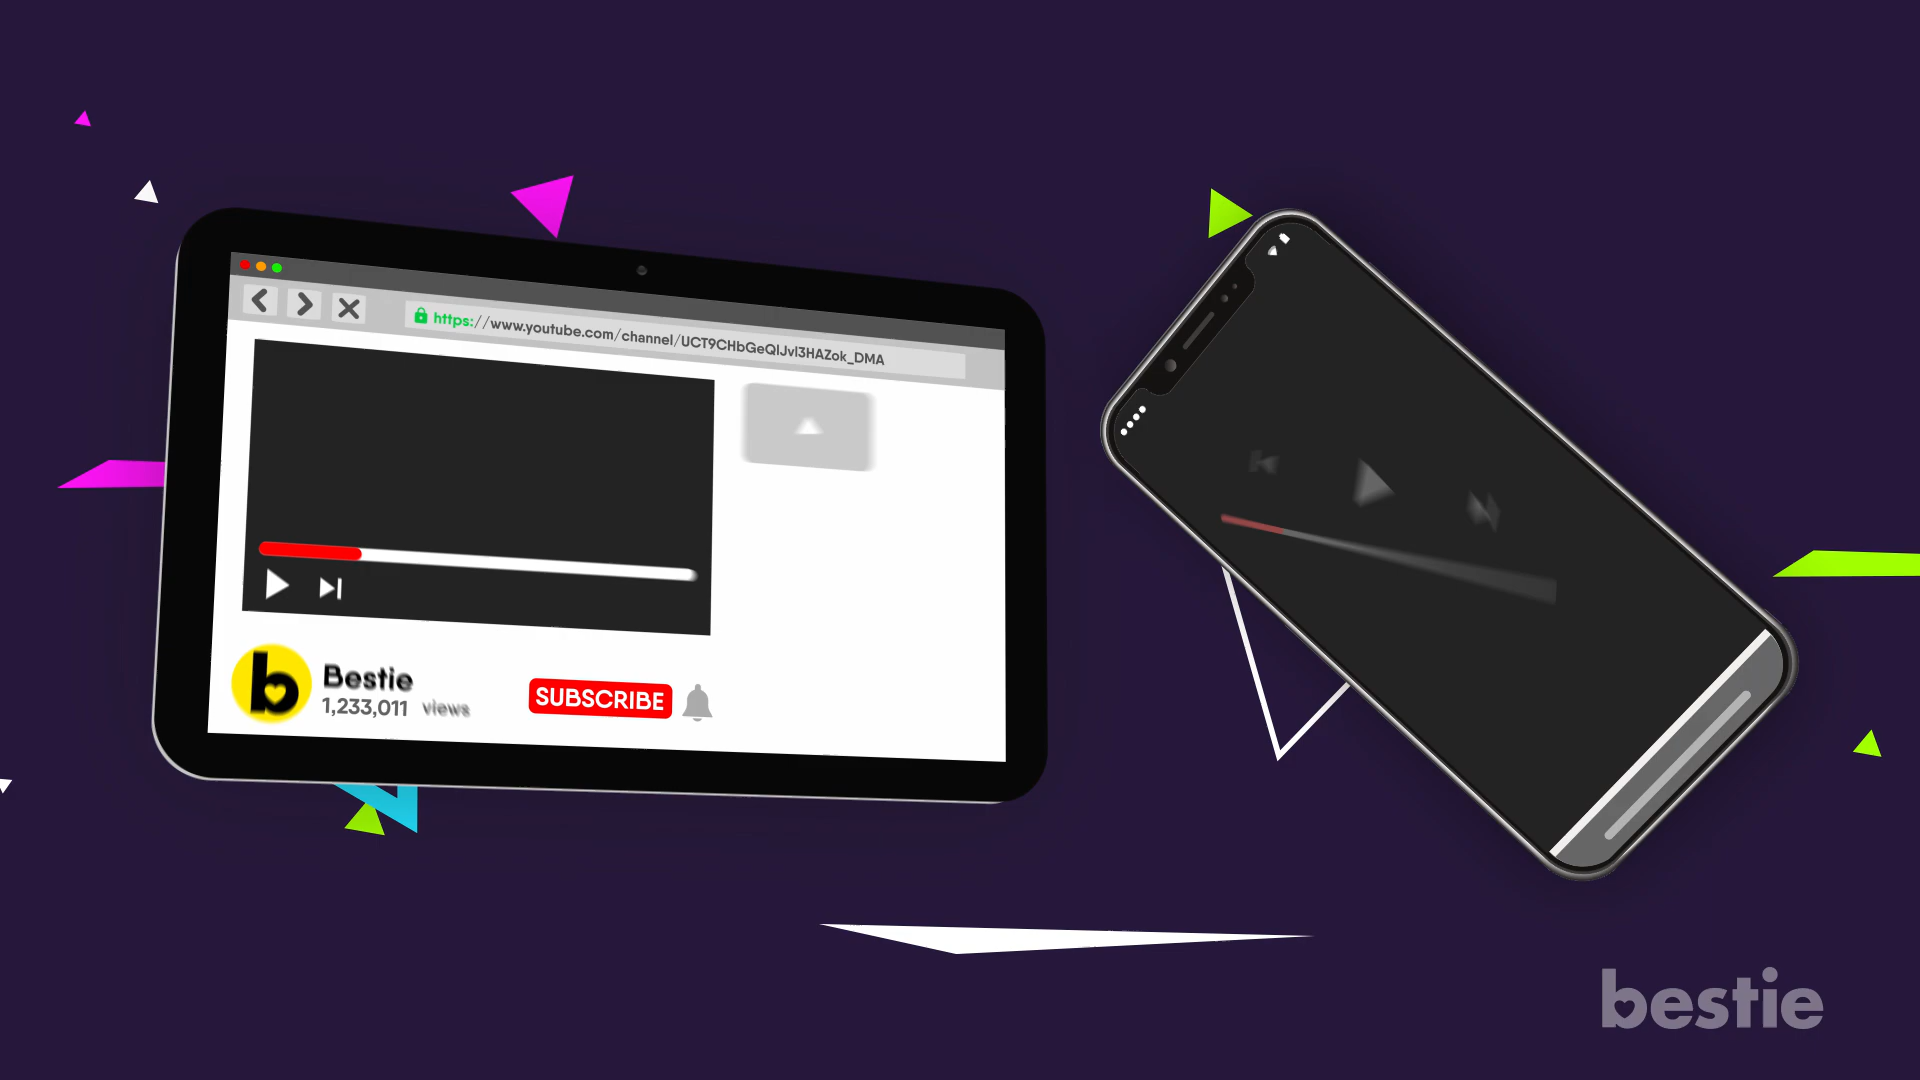 https://www.youtube.com/channel/UCT9CHbGeQIJvI3HAZok_DMA
b
Bestie
1,233,011 views
SUBSCRIBE
bestie